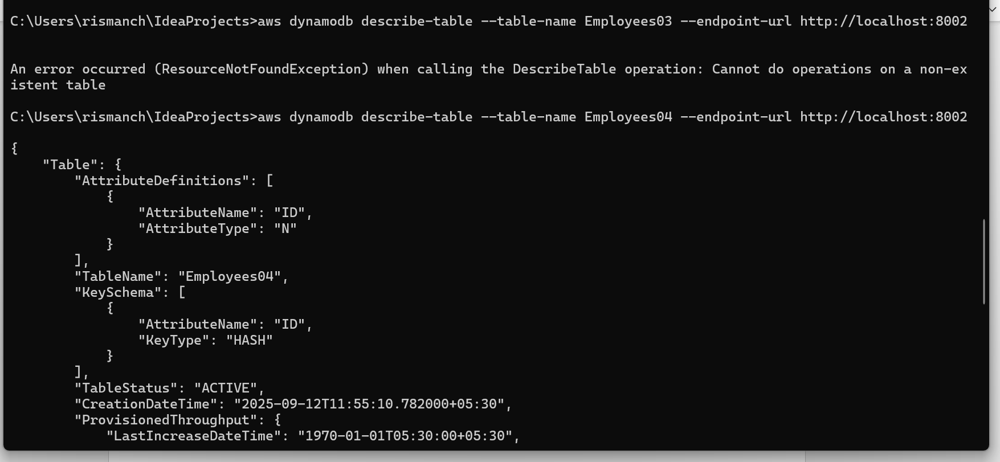 C:\Users\rismanch\IdeaProjects>aws dynamodb describe-table --table-name Employees03 --endpoint-url http://localhost:8002
An error occurred (ResourceNotFoundException) when calling the DescribeTable operation: Cannot do operations on a non-ex
istent table
C:\Users\rismanch\IdeaProjects>aws dynamodb describe-table --table-name Employees04 --endpoint-url http://localhost:8002
{
    "Table": {
        "AttributeDefinitions": [
            {
                "AttributeName": "ID",
                "AttributeType": "N"
            }
        ],
        "TableName": "Employees04",
        "KeySchema": [
            {
                "AttributeName": "ID",
                "KeyType": "HASH"
            }
        ],
        "TableStatus": "ACTIVE",
        "CreationDateTime": "2025-09-12T11:55:10.782000+05:30",
        "ProvisionedThroughput": {
            "LastIncreaseDateTime": "1970-01-01T05:30:00+05:30",